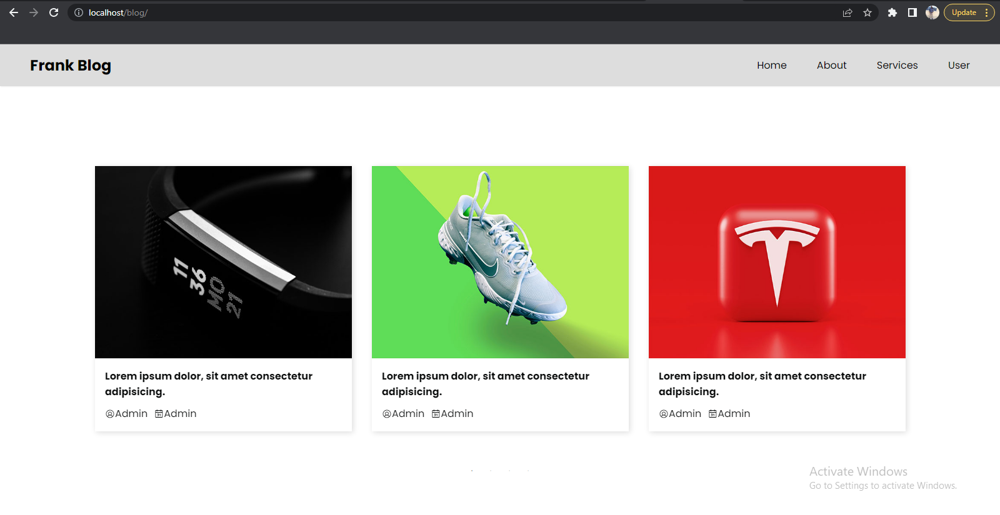 localhost/blog/
Update
Frank Blog
Home About Services User
11
36
MO
21
Lorem ipsum dolor, sit amet consectetur
adipisicing.
Admin Admin
Lorem ipsum dolor, sit amet consectetur
adipisicing.
Admin Admin
Lorem ipsum dolor, sit amet consectetur
adipisicing.
Admin Admin
Activate Windows
Go to Settings to activate Windows.